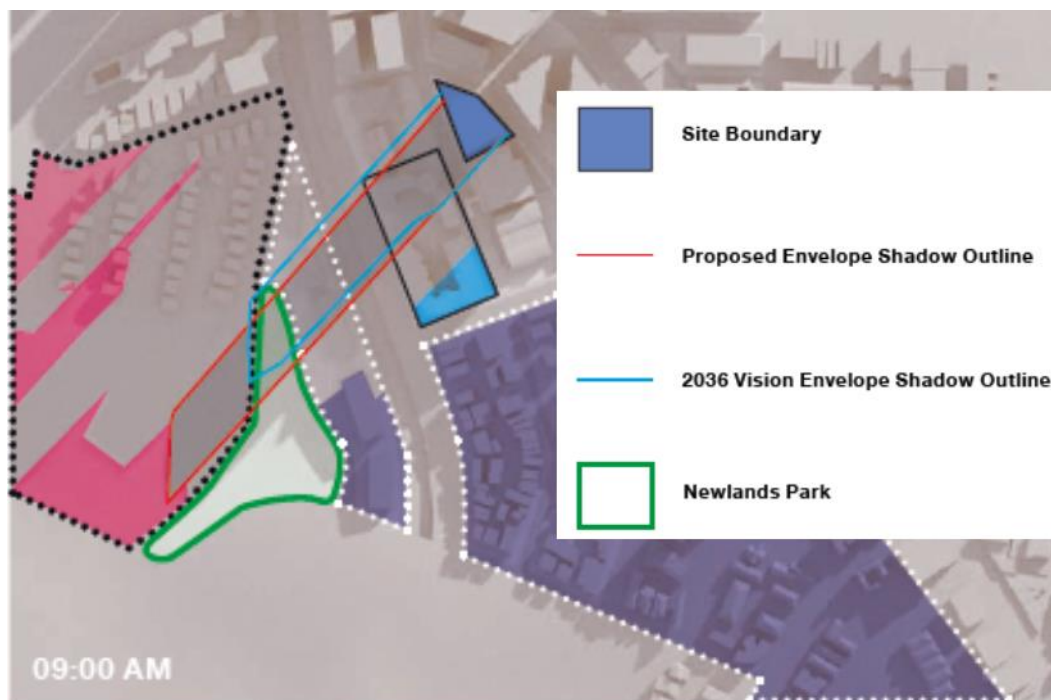 Site Boundary
Proposed Envelope Shadow Outline
2036 Vision Envelope Shadow Outline
Newlands Park
09:00 AM